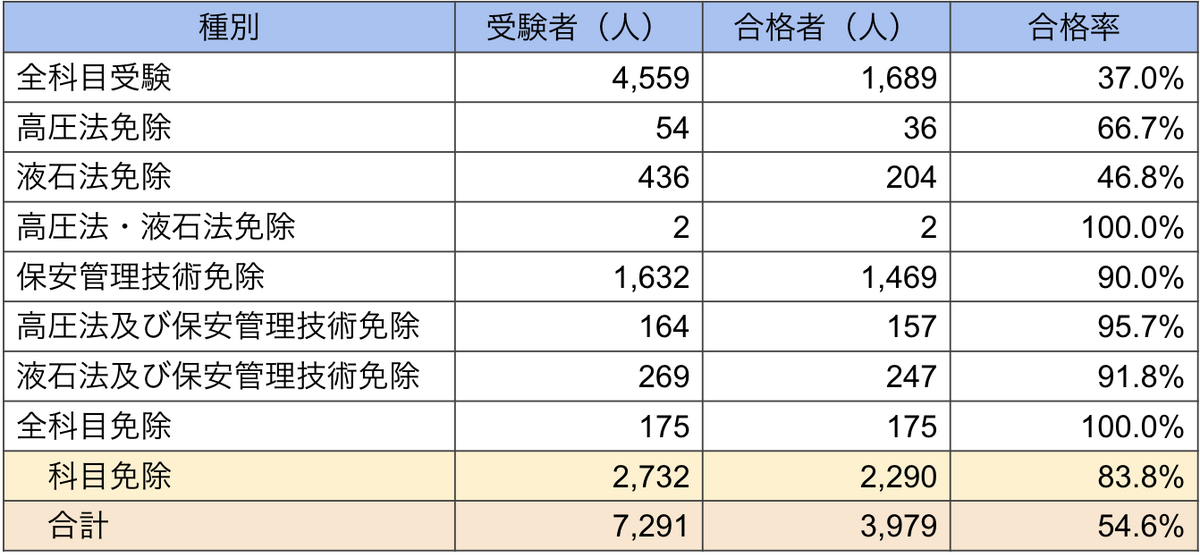 種別 受験者（人） 合格者（人） 合格率
全科目受験 4,559 1,689 37.0%
高圧法免除 54 36 66.7%
液石法免除 436 204 46.8%
高圧法・液石法免除 2 2 100.0%
保安管理技術免除 1,632 1,469 90.0%
高圧法及び保安管理技術免除 164 157 95.7%
液石法及び保安管理技術免除 269 247 91.8%
全科目免除 175 175 100.0%
科目免除 2,732 2,290 83.8%
合計 7,291 3,979 54.6%